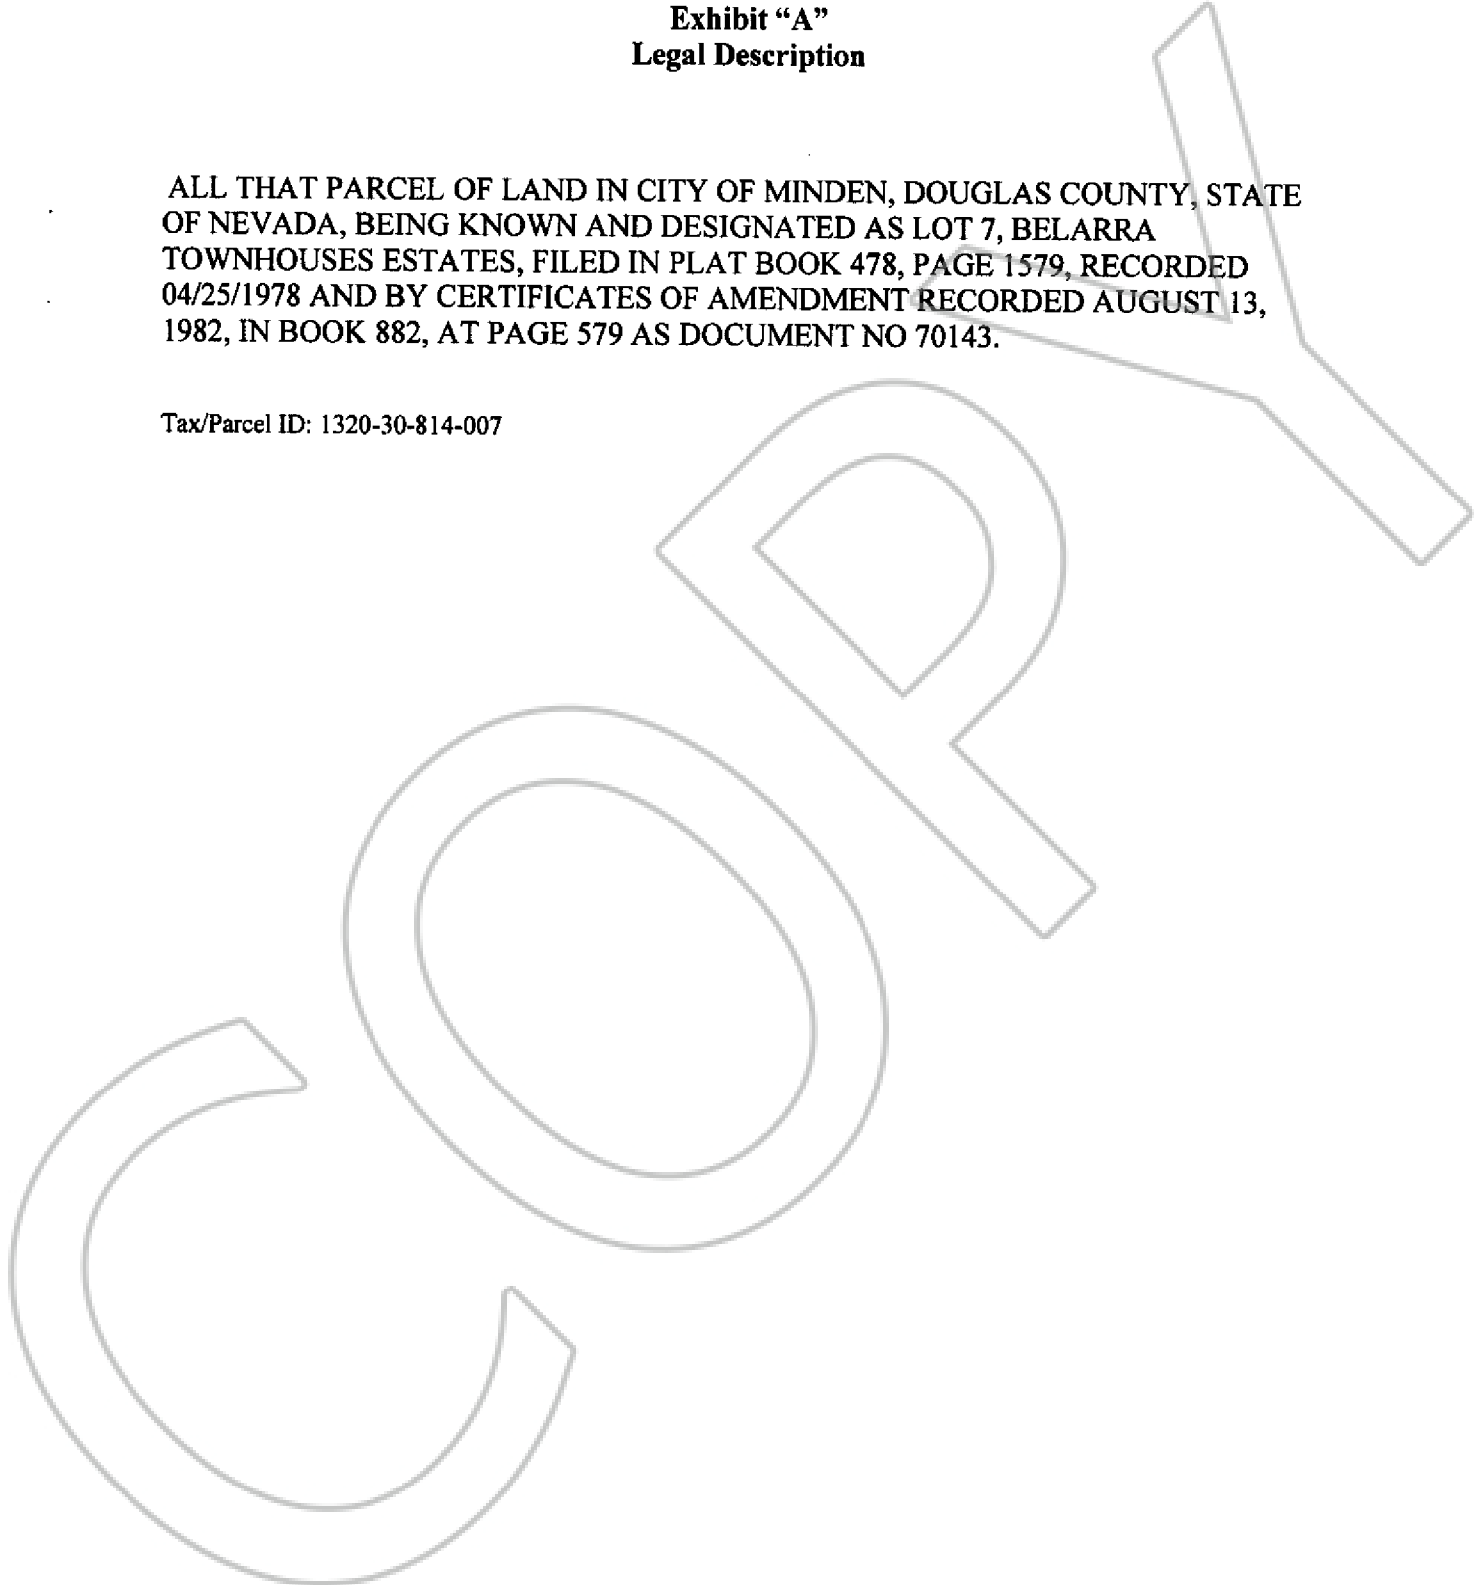 Exhibit “A”
Legal Description
ALL THAT PARCEL OF LAND IN CITY OF MINDEN, DOUGLAS COUNTY, STATE
OF NEVADA, BEING KNOWN AND DESIGNATED AS LOT 7, BELARRA
TOWNHOUSES ESTATES, FILED IN PLAT BOOK 478, PAGE 1579, RECORDED
04/25/1978 AND BY CERTIFICATES OF AMENDMENT RECORDED AUGUST 13,
1982, IN BOOK 882, AT PAGE 579 AS DOCUMENT NO 70143.
Tax/Parcel ID: 1320-30-814-007
COPY